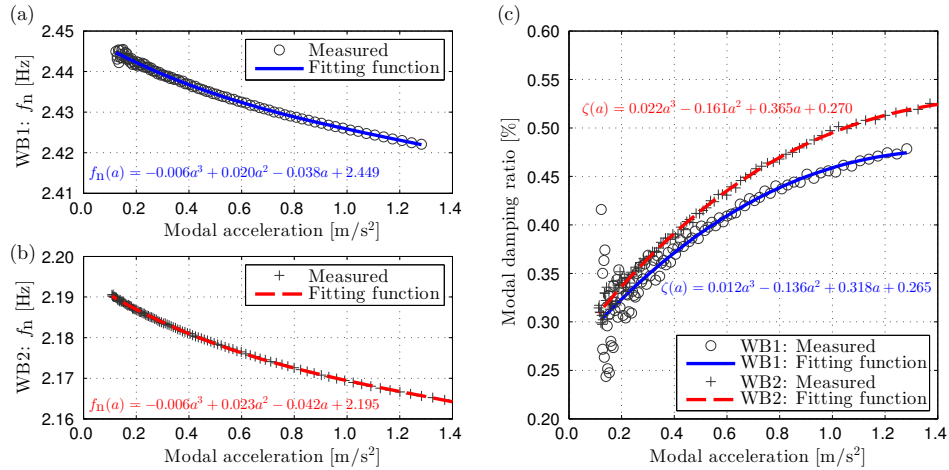 (a)
2.45
2.44
2.43
2.42
2.41
WB1: fn [Hz]
Measured
Fitting function
fn(a) = −0.006a³ + 0.020a² − 0.038a + 2.449
0.0 0.2 0.4 0.6 0.8 1.0 1.2 1.4
Modal acceleration [m/s²]
(b)
2.20
2.19
2.18
2.17
2.16
WB2: fn [Hz]
Measured
Fitting function
fn(a) = −0.006a³ + 0.023a² − 0.042a + 2.195
0.0 0.2 0.4 0.6 0.8 1.0 1.2 1.4
Modal acceleration [m/s²]
(c)
0.60
0.55
0.50
0.45
0.40
0.35
0.30
0.25
0.20
Modal damping ratio [%]
ζ(a) = 0.022a³ − 0.161a² + 0.365a + 0.270
ζ(a) = 0.012a³ − 0.136a² + 0.318a + 0.265
WB1: Measured
WB1: Fitting function
WB2: Measured
WB2: Fitting function
0.0 0.2 0.4 0.6 0.8 1.0 1.2 1.4
Modal acceleration [m/s²]